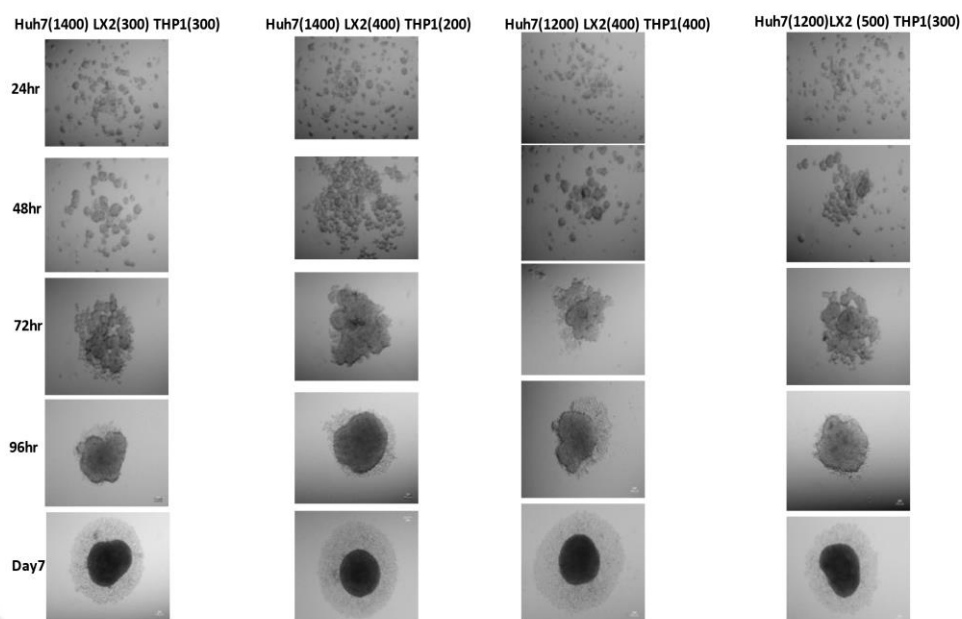 Huh7(1400) LX2(300) THP1(300)
Huh7(1400) LX2(400) THP1(200)
Huh7(1200) LX2(400) THP1(400)
Huh7(1200)LX2 (500) THP1(300)
24hr
48hr
72hr
96hr
Day7